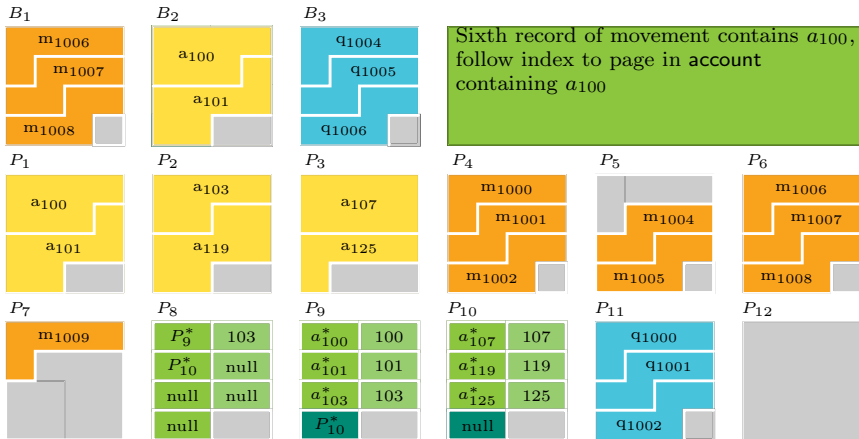 B₁ B₂ B₃
m₁₀₀₆ a₁₀₀ q₁₀₀₄ Sixth record of movement contains a₁₀₀,
m₁₀₀₇ q₁₀₀₅ follow index to page in account
a₁₀₁ containing a₁₀₀
m₁₀₀₈ q₁₀₀₆
P₁ P₂ P₃ P₄ P₅ P₆
a₁₀₀ a₁₀₃ a₁₀₇ m₁₀₀₀ m₁₀₀₆
m₁₀₀₁ m₁₀₀₄ m₁₀₀₇
a₁₀₁ a₁₁₉ a₁₂₅
m₁₀₀₂ m₁₀₀₅ m₁₀₀₈
P₇ P₈ P₉ P₁₀ P₁₁ P₁₂
m₁₀₀₉ P₉* 103 a₁₀₀* 100 a₁₀₇* 107 q₁₀₀₀
P₁₀* null a₁₀₁* 101 a₁₁₉* 119 q₁₀₀₁
null null a₁₀₃* 103 a₁₂₅* 125
null P₁₀* null q₁₀₀₂